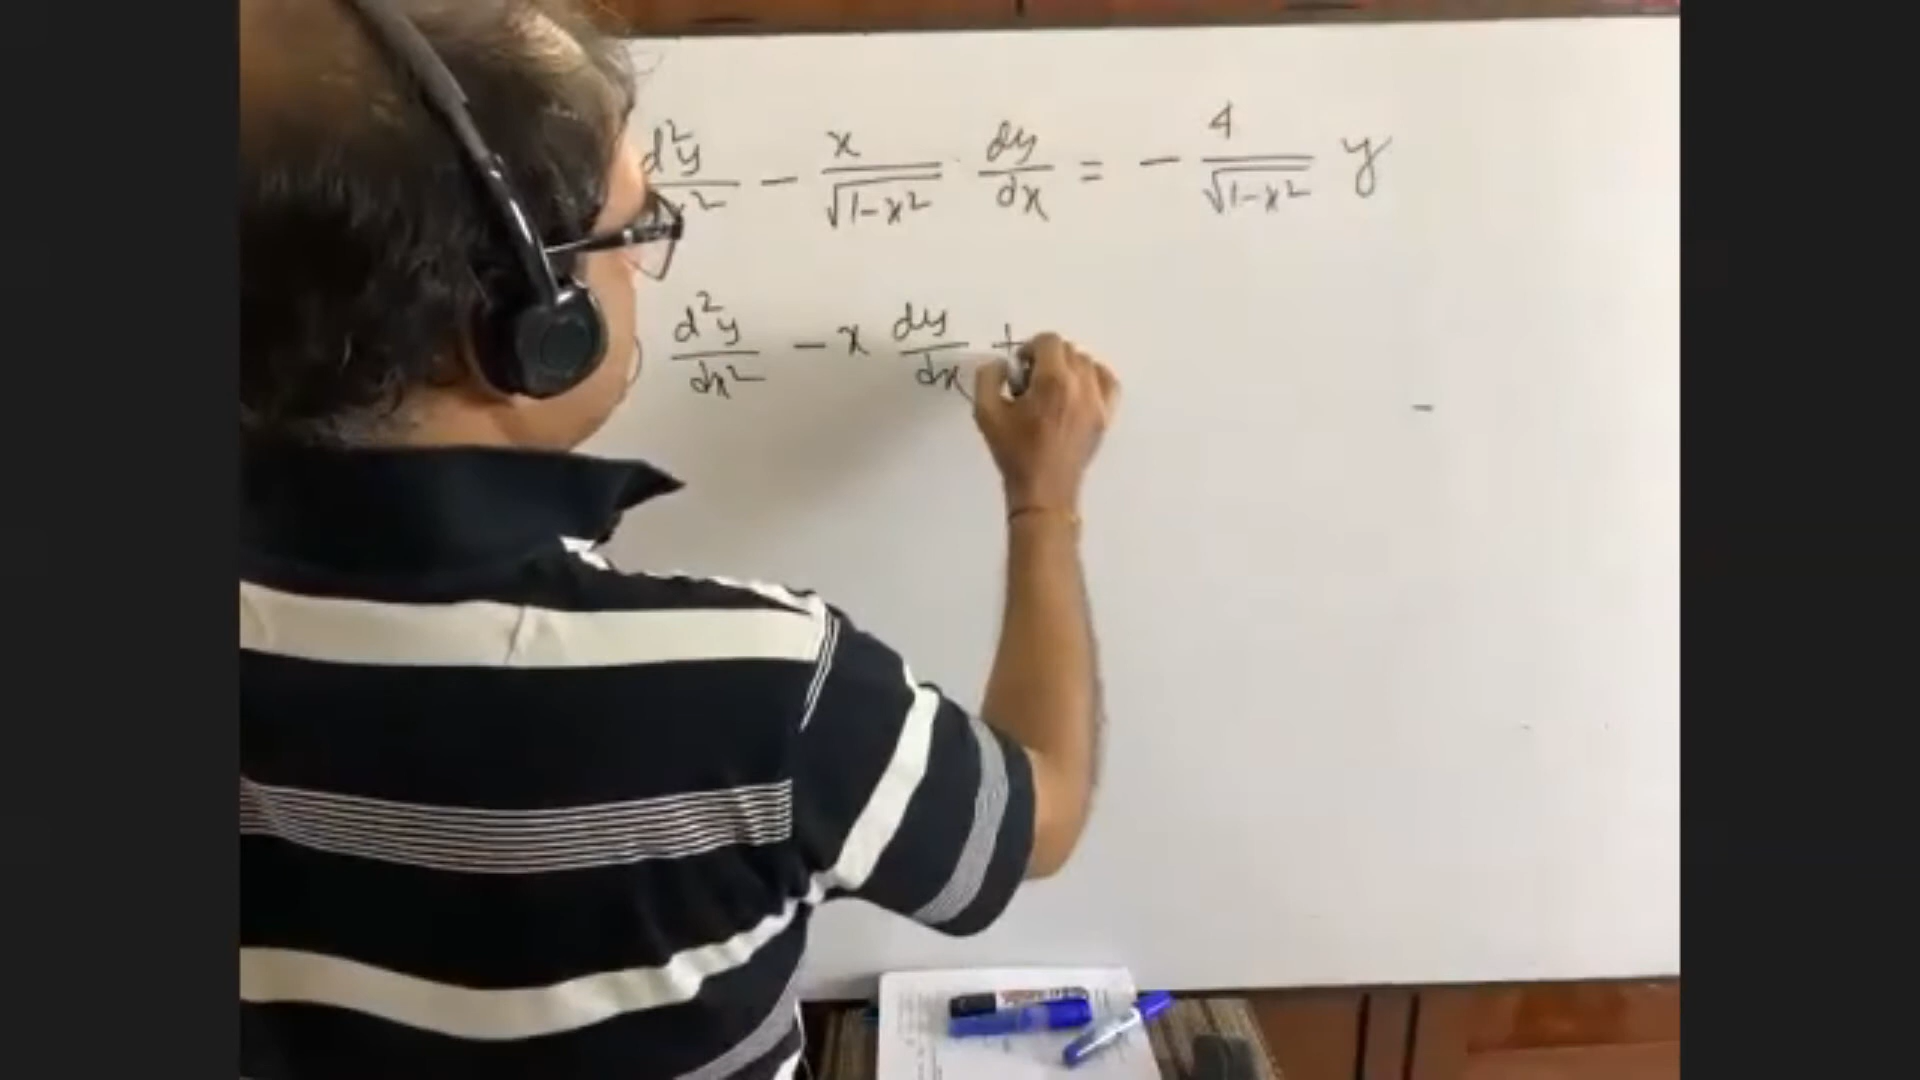 d²y/dx² - x/√1-x² · dy/dx = - 4/√1-x² y
d²y/dx² - x dy/dx +